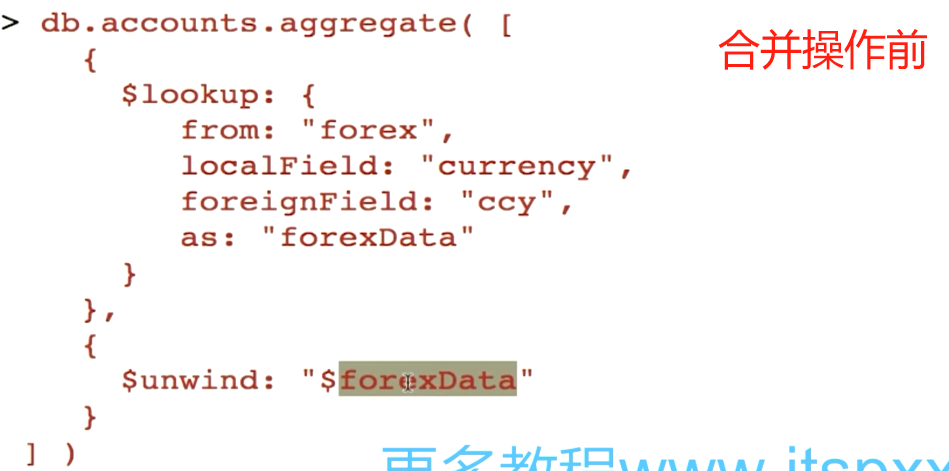 > db.accounts.aggregate( [
合并操作前
{
$lookup: {
from: "forex",
localField: "currency",
foreignField: "ccy",
as: "forexData"
}
},
{
$unwind: "$forexData"
}
] )
更多教程www.itspxx